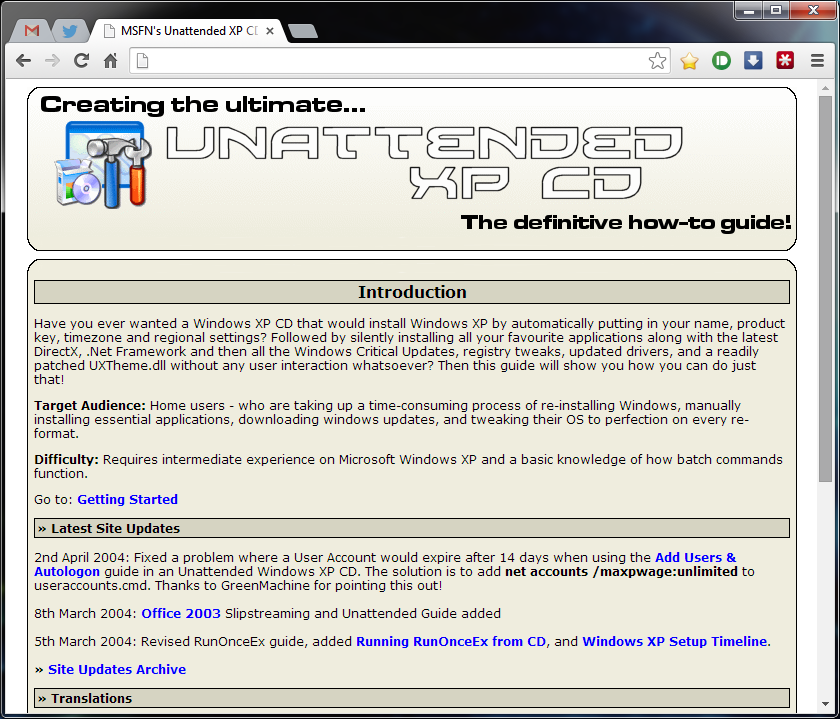 MSFN's Unattended XP CD
Creating the ultimate...
UNATTENDED
XP CD
The definitive how-to guide!
Introduction
Have you ever wanted a Windows XP CD that would install Windows XP by automatically putting in your name, product
key, timezone and regional settings? Followed by silently installing all your favourite applications along with the latest
DirectX, .Net Framework and then all the Windows Critical Updates, registry tweaks, updated drivers, and a readily
patched UXTheme.dll without any user interaction whatsoever? Then this guide will show you how you can do just
that!
Target Audience: Home users - who are taking up a time-consuming process of re-installing Windows, manually
installing essential applications, downloading windows updates, and tweaking their OS to perfection on every re-
format.
Difficulty: Requires intermediate experience on Microsoft Windows XP and a basic knowledge of how batch commands
function.
Go to: Getting Started
» Latest Site Updates
2nd April 2004: Fixed a problem where a User Account would expire after 14 days when using the Add Users &
Autologon guide in an Unattended Windows XP CD. The solution is to add net accounts /maxpwage:unlimited to
useraccounts.cmd. Thanks to GreenMachine for pointing this out!
8th March 2004: Office 2003 Slipstreaming and Unattended Guide added
5th March 2004: Revised RunOnceEx guide, added Running RunOnceEx from CD, and Windows XP Setup Timeline.
» Site Updates Archive
» Translations